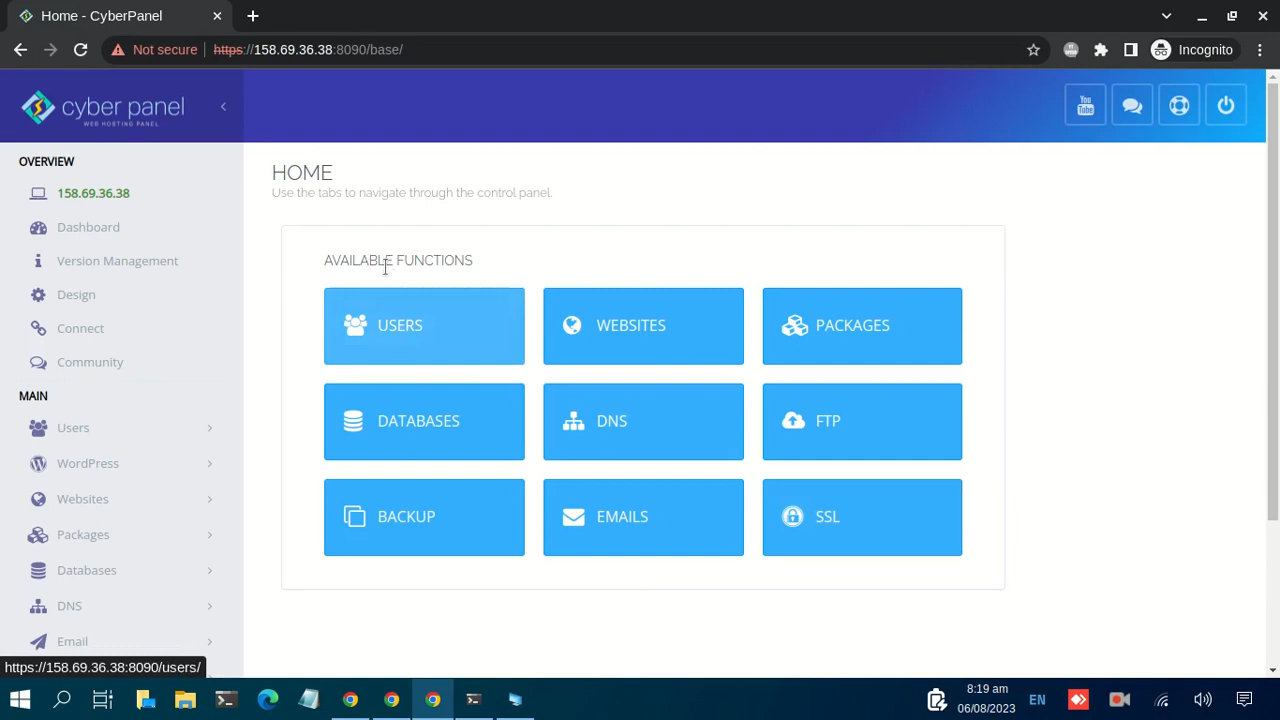 Home - CyberPanel
Not secure
https://158.69.36.38:8090/base/
Incognito
cyber panel
WEB HOSTING PANEL
You
Tube
OVERVIEW
158.69.36.38
Dashboard
Version Management
Design
Connect
Community
MAIN
Users
WordPress
Websites
Packages
Databases
DNS
Email
HOME
Use the tabs to navigate through the control panel.
AVAILABLE FUNCTIONS
USERS
WEBSITES
PACKAGES
DATABASES
DNS
FTP
BACKUP
EMAILS
SSL
https://158.69.36.38:8090/users/
EN
8:19 am
06/08/2023